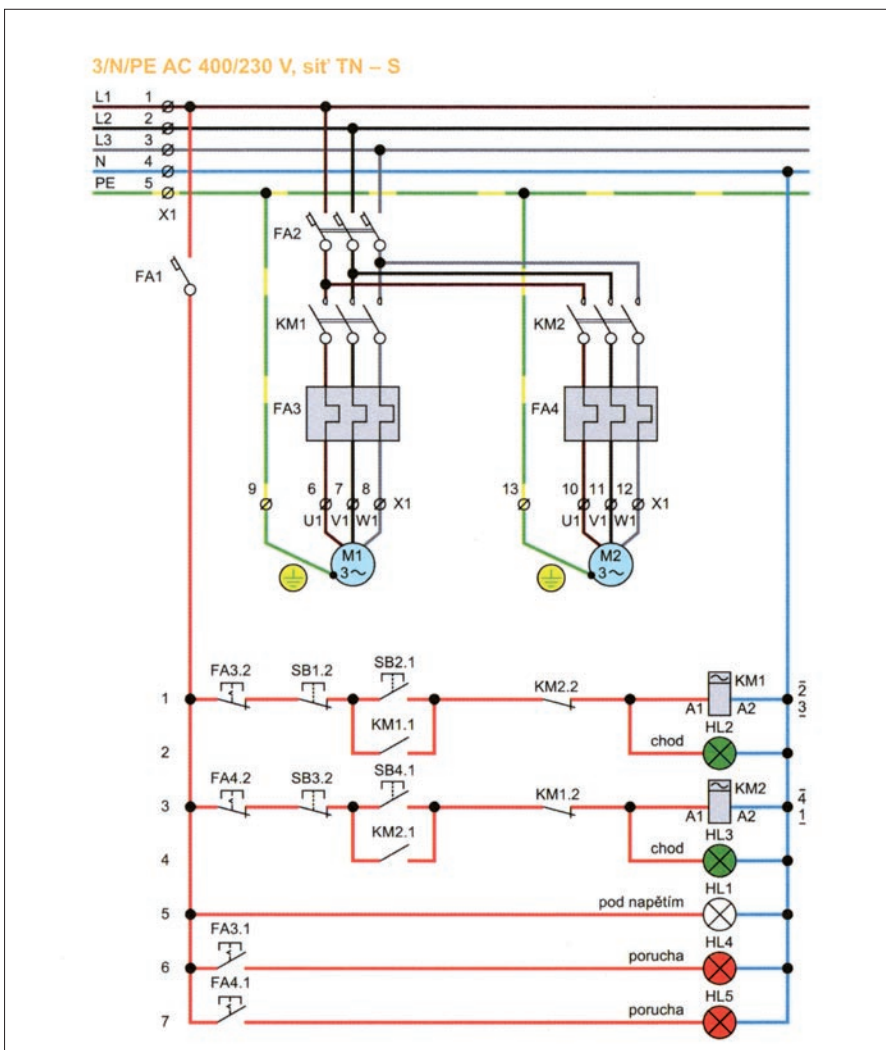 3/N/PE AC 400/230 V, síť TN – S
L1 1
L2 2
L3 3
N 4
PE 5
X1
FA2
FA1
KM1 KM2
FA3 FA4
9 6 7 8 X1 13 10 11 12 X1
U1 V1 W1 U1 V1 W1
M1 M2
3~ 3~
FA3.2 SB1.2 SB2.1 KM2.2 KM1
1 A1 A2 2
3
KM1.1 chod HL2
2
FA4.2 SB3.2 SB4.1 KM1.2 KM2
3 A1 A2 4
1
KM2.1 chod HL3
4
pod napětím HL1
5
FA3.1 porucha HL4
6
FA4.1 porucha HL5
7